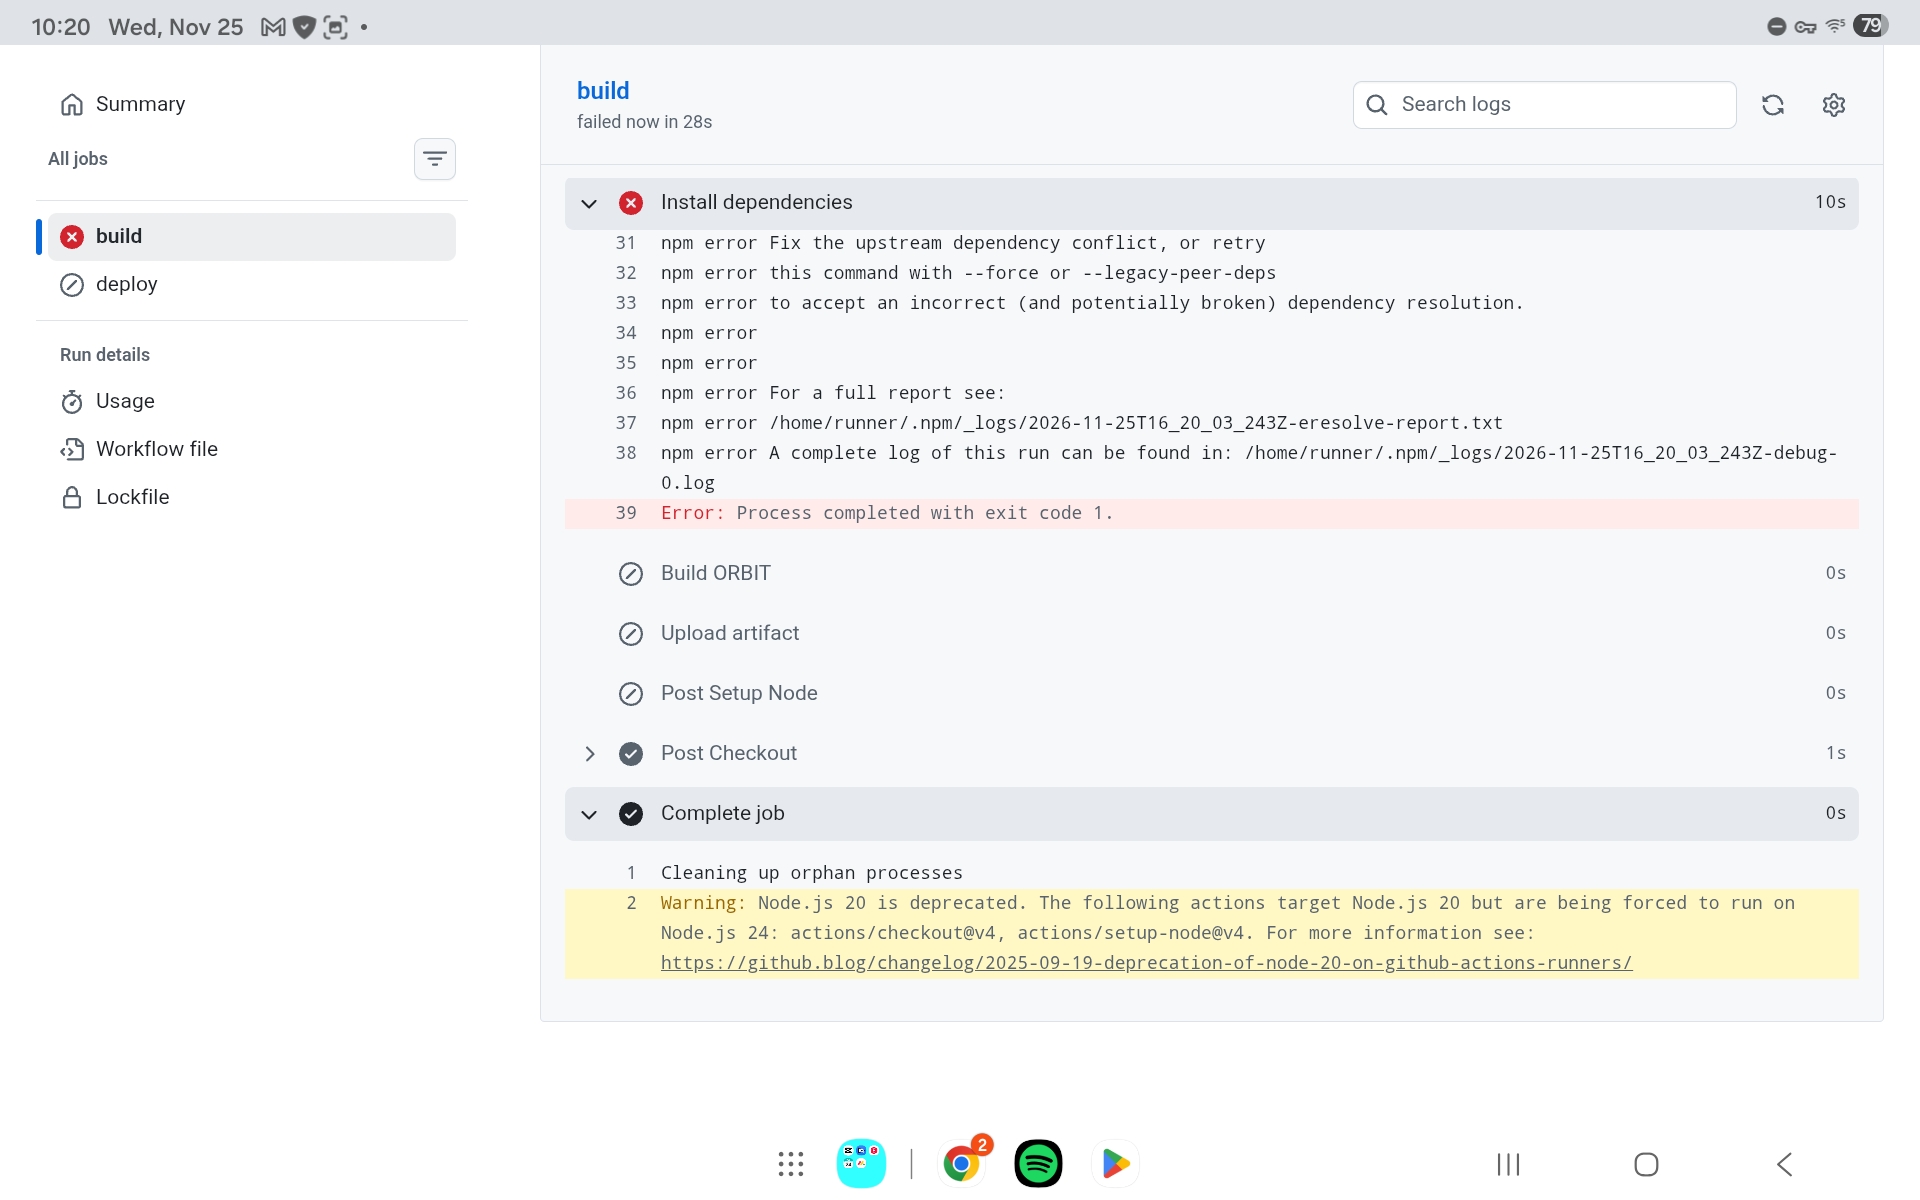 10:20 Wed, Nov 25
79
Summary
All jobs
build
deploy
Run details
Usage
Workflow file
Lockfile
build
failed now in 28s
Search logs
Install dependencies 10s
31 npm error Fix the upstream dependency conflict, or retry
32 npm error this command with --force or --legacy-peer-deps
33 npm error to accept an incorrect (and potentially broken) dependency resolution.
34 npm error
35 npm error
36 npm error For a full report see:
37 npm error /home/runner/.npm/_logs/2026-11-25T16_20_03_243Z-eresolve-report.txt
38 npm error A complete log of this run can be found in: /home/runner/.npm/_logs/2026-11-25T16_20_03_243Z-debug-
0.log
39 Error: Process completed with exit code 1.
Build ORBIT 0s
Upload artifact 0s
Post Setup Node 0s
Post Checkout 1s
Complete job 0s
1 Cleaning up orphan processes
2 Warning: Node.js 20 is deprecated. The following actions target Node.js 20 but are being forced to run on
Node.js 24: actions/checkout@v4, actions/setup-node@v4. For more information see:
https://github.blog/changelog/2025-09-19-deprecation-of-node-20-on-github-actions-runners/
2